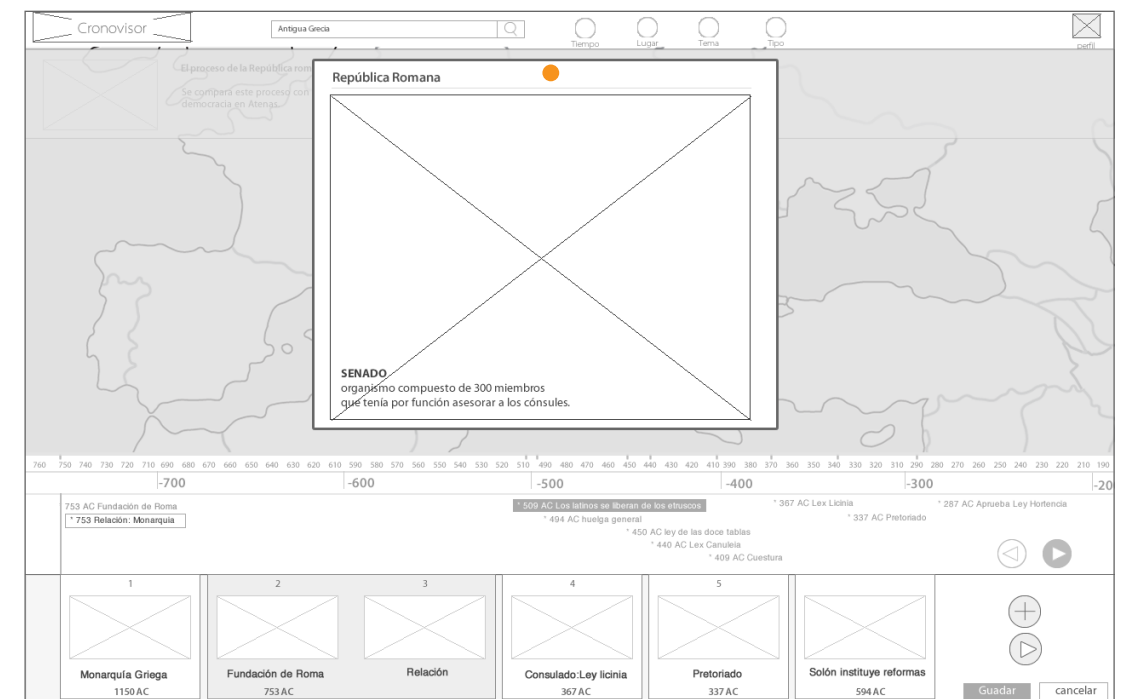 Cronovisor
Antigua Grecia
Tiempo
Lugar
Tema
Tipo
perfil
El proceso de la República rom
Se compara este proceso con
democracia en Atenas
República Romana
SENADO
organismo compuesto de 300 miembros
que tenía por función asesorar a los cónsules.
760 750 740 730 720 710 690 680 670 660 650 640 630 620 610 590 580 570 560 550 540 530 520 510 490 480 470 460 450 440 430 420 410 390 380 370 360 350 340 330 320 310 290 280 270 260 250 240 230 220 210 190
-700 -600 -500 -400 -300 -20
753 AC Fundación de Roma
* 753 Relación: Monarquía
* 509 AC Los latinos se liberan de los etruscos
* 494 AC huelga general
* 450 AC ley de las doce tablas
* 440 AC Lex Canuleia
* 409 AC Cuestura
* 367 AC Lex Licinia
* 337 AC Pretoriado
* 287 AC Aprueba Ley Hortencia
1 2 3 4 5
Monarquía Griega
1150 AC
Fundación de Roma
753 AC
Relación
Consulado:Ley licinia
367 AC
Pretoriado
337 AC
Solón instituye reformas
594 AC
Guadar
cancelar